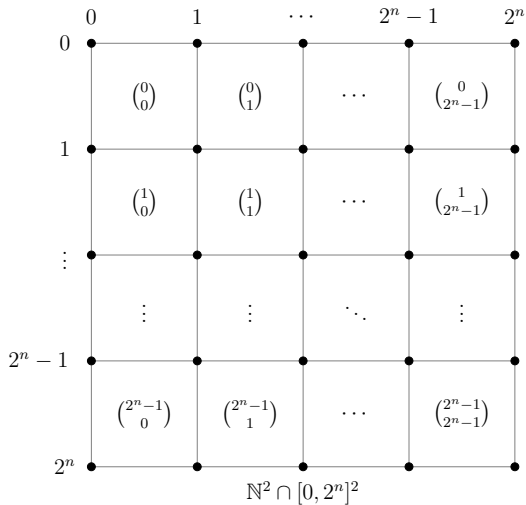 0 1 ⋯ 2ⁿ − 1 2ⁿ
0
(0 0) (0 1) ⋯ (0 2ⁿ−1)
1
(1 0) (1 1) ⋯ (1 2ⁿ−1)
⋮
⋮ ⋮ ⋱ ⋮
2ⁿ − 1
(2ⁿ−1 0) (2ⁿ−1 1) ⋯ (2ⁿ−1 2ⁿ−1)
2ⁿ
ℕ² ∩ [0, 2ⁿ]²